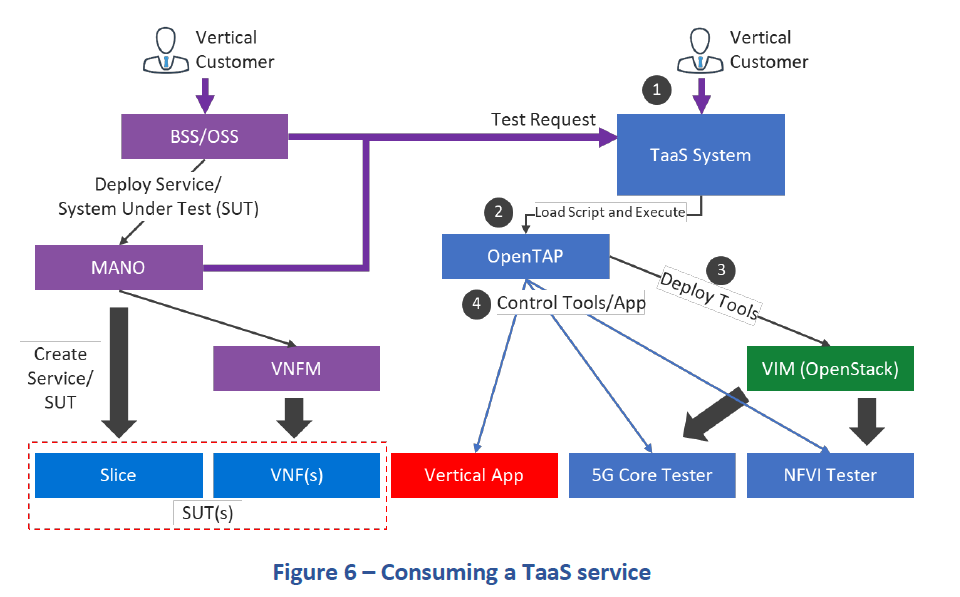 Vertical
Customer
Vertical
Customer
1
Test Request
BSS/OSS
TaaS System
Deploy Service/
System Under Test (SUT)
2
Load Script and Execute
MANO
OpenTAP
3
Deploy Tools
4
Control Tools/App
Create
Service/
SUT
VNFM
VIM (OpenStack)
Slice
VNF(s)
Vertical App
5G Core Tester
NFVI Tester
SUT(s)
Figure 6 – Consuming a TaaS service